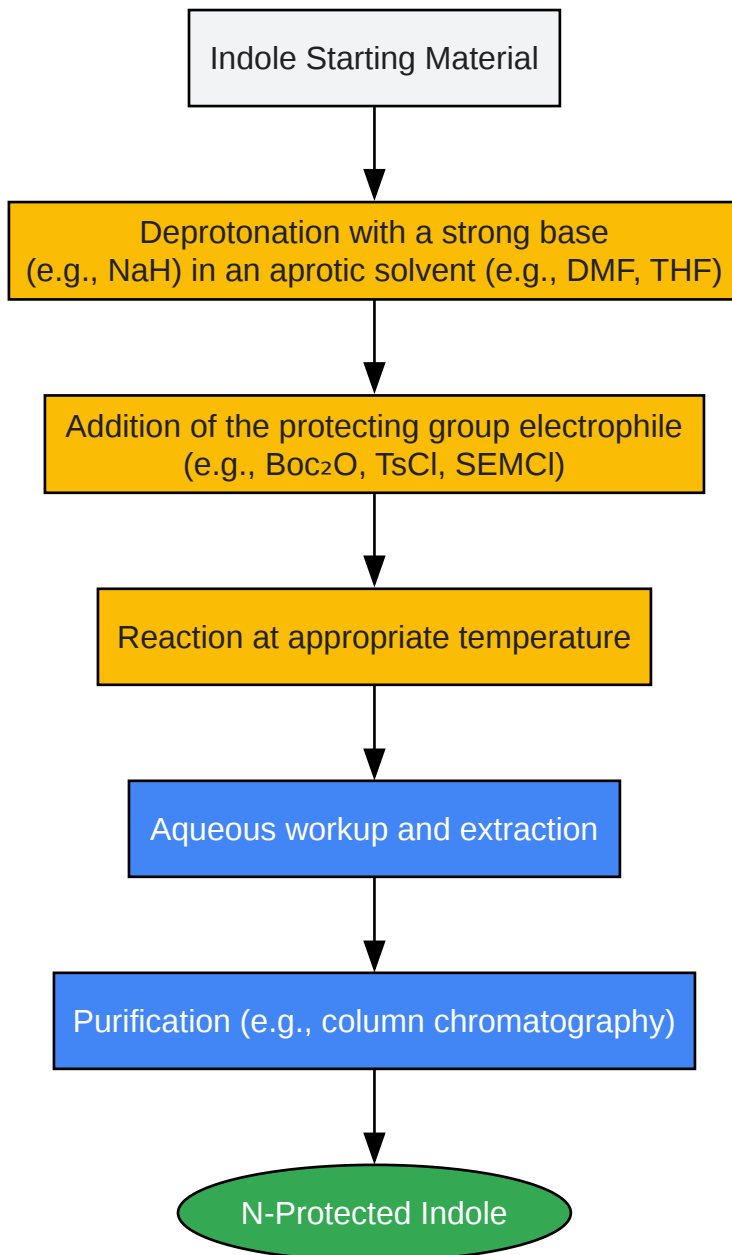 Indole Starting Material
Deprotonation with a strong base
(e.g., NaH) in an aprotic solvent (e.g., DMF, THF)
Addition of the protecting group electrophile
(e.g., Boc₂O, TsCl, SEMCl)
Reaction at appropriate temperature
Aqueous workup and extraction
Purification (e.g., column chromatography)
N-Protected Indole